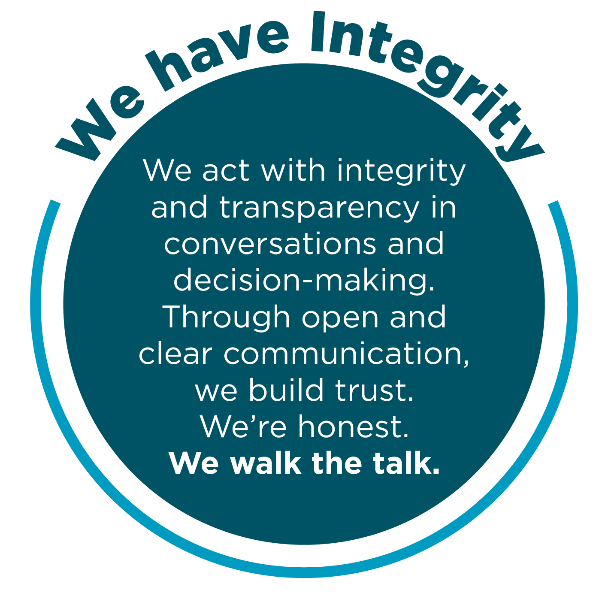 We have Integrity
We act with integrity
and transparency in
conversations and
decision-making.
Through open and
clear communication,
we build trust.
We're honest.
We walk the talk.